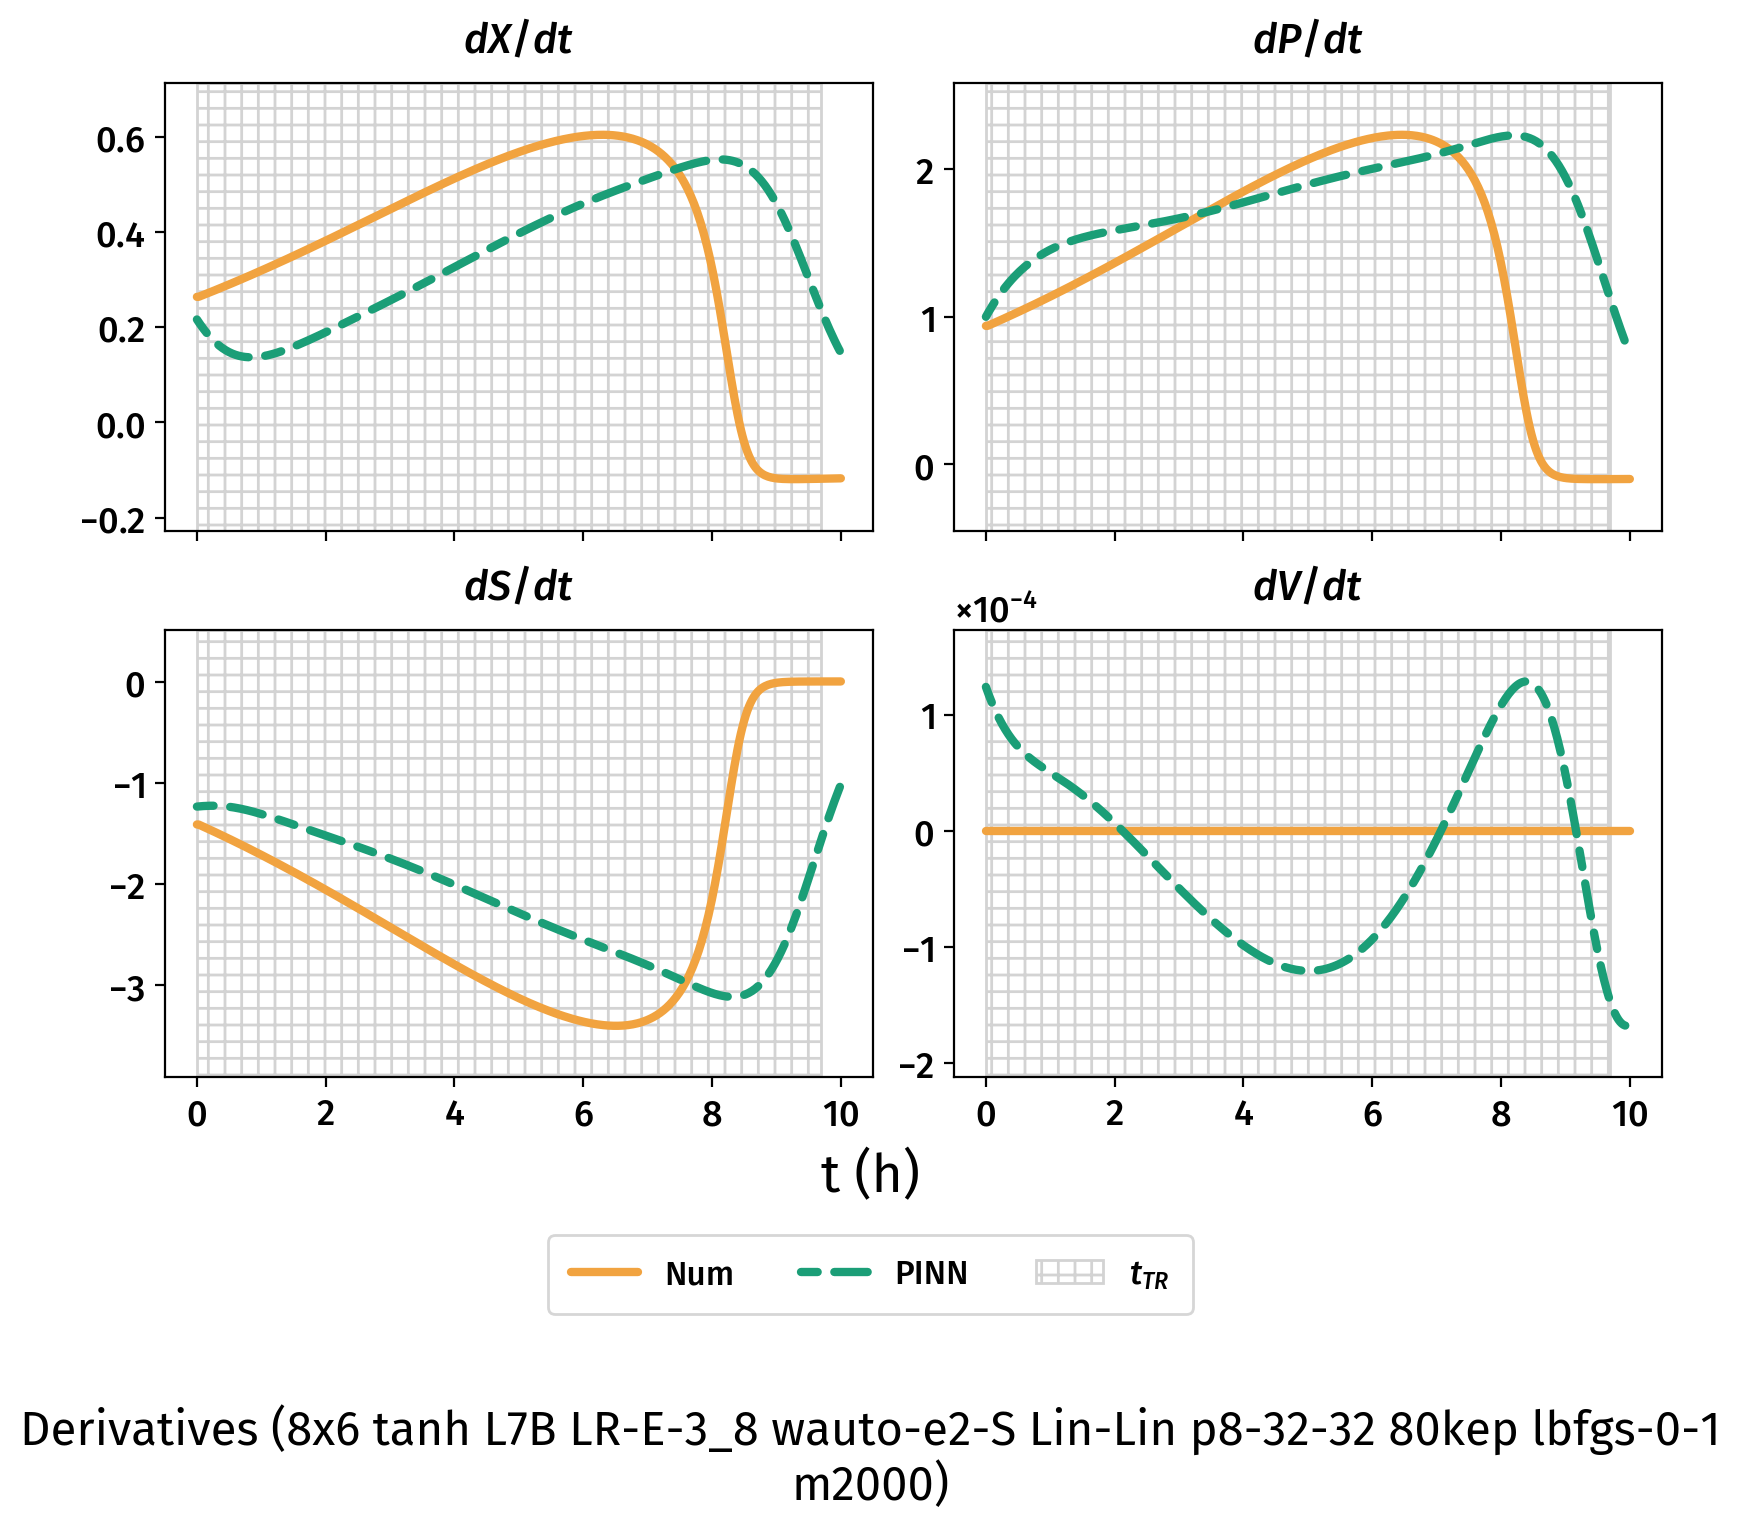 dX/dt
dP/dt
0.6
0.4
0.2
0.0
−0.2
2
1
0
dS/dt
dV/dt
×10⁻⁴
0
−1
−2
−3
1
0
−1
−2
0 2 4 6 8 10
0 2 4 6 8 10
t (h)
Num PINN t_TR
Derivatives (8x6 tanh L7B LR-E-3_8 wauto-e2-S Lin-Lin p8-32-32 80kep lbfgs-0-1
m2000)